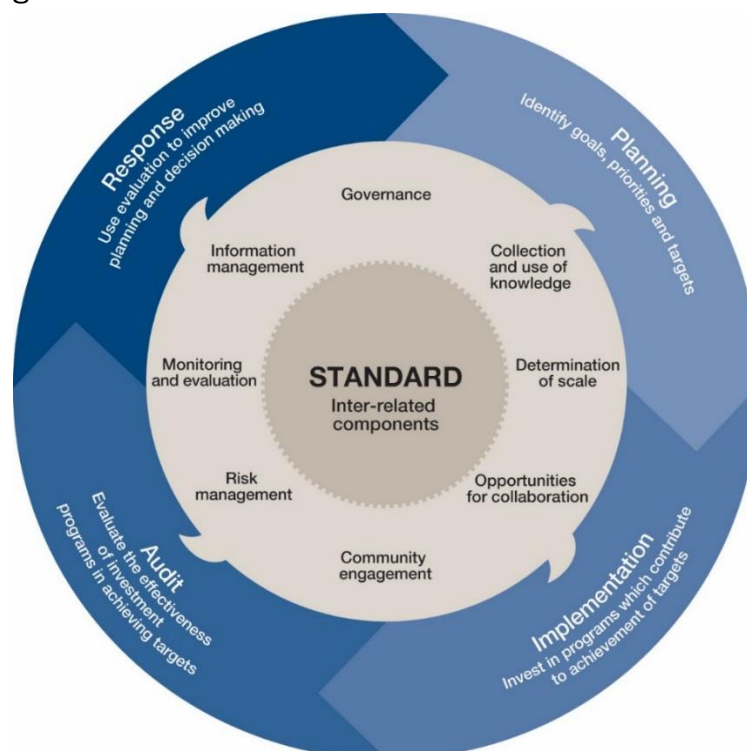 g
Response
Use evaluation to improve
planning and decision making
Planning
Identify goals, priorities and targets
Governance
Information
management
Collection
and use of
knowledge
Monitoring
and evaluation
STANDARD
Inter-related
components
Determination
of scale
Risk
management
Opportunities
for collaboration
Community
engagement
Audit
Evaluate the effectiveness
of investment
programs in achieving targets
Implementation
Invest in programs which contribute
to achievement of targets